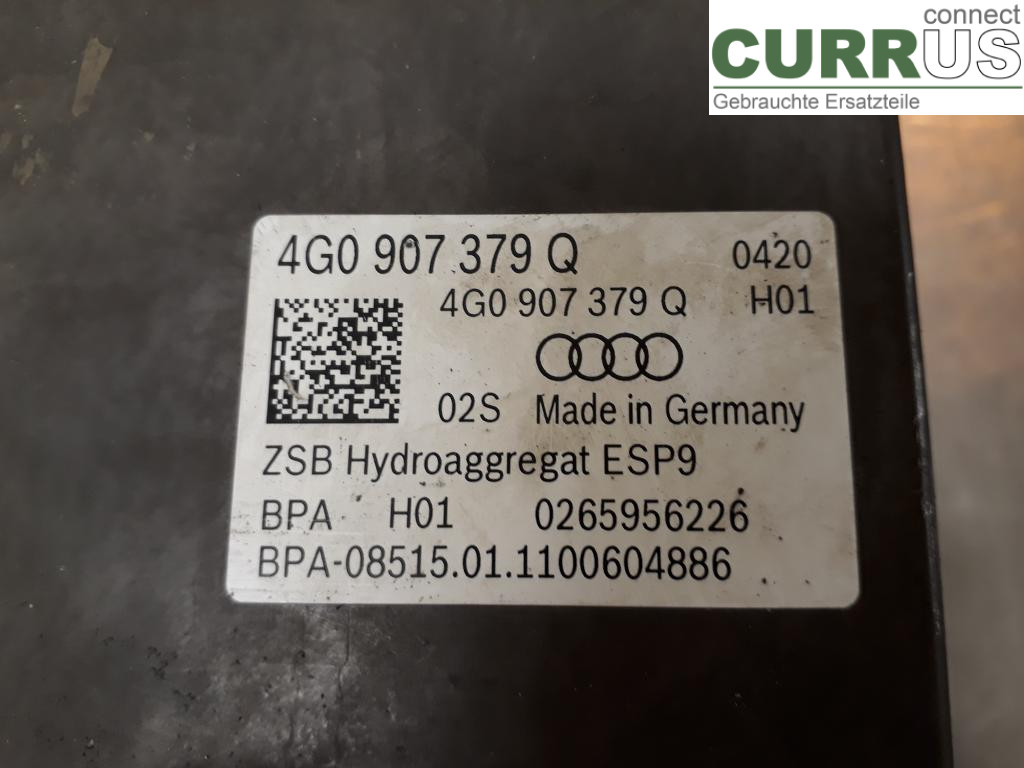 connect
CURRUS
Gebrauchte Ersatzteile
4G0 907 379 Q 0420
4G0 907 379 Q H01
02S Made in Germany
ZSB Hydroaggregat ESP9
BPA H01 0265956226
BPA-08515.01.1100604886